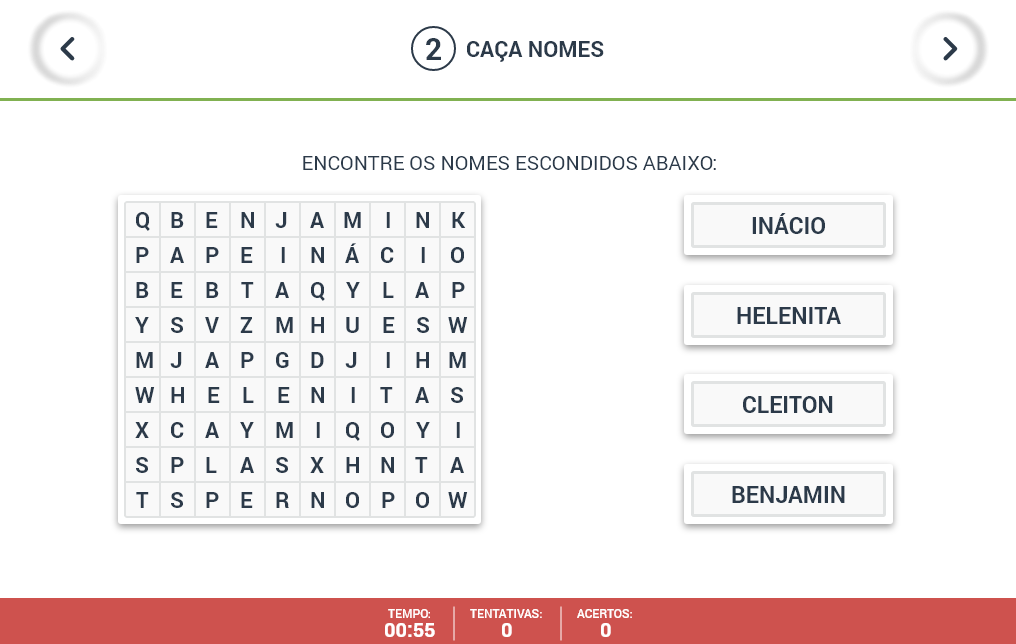 2 CAÇA NOMES
ENCONTRE OS NOMES ESCONDIDOS ABAIXO:
Q B E N J A M I N K
P A P E I N Á C I O
B E B T A Q Y L A P
Y S V Z M H U E S W
M J A P G D J I H M
W H E L E N I T A S
X C A Y M I Q O Y I
S P L A S X H N T A
T S P E R N O P O W
INÁCIO
HELENITA
CLEITON
BENJAMIN
TEMPO: TENTATIVAS: ACERTOS:
00:55 0 0